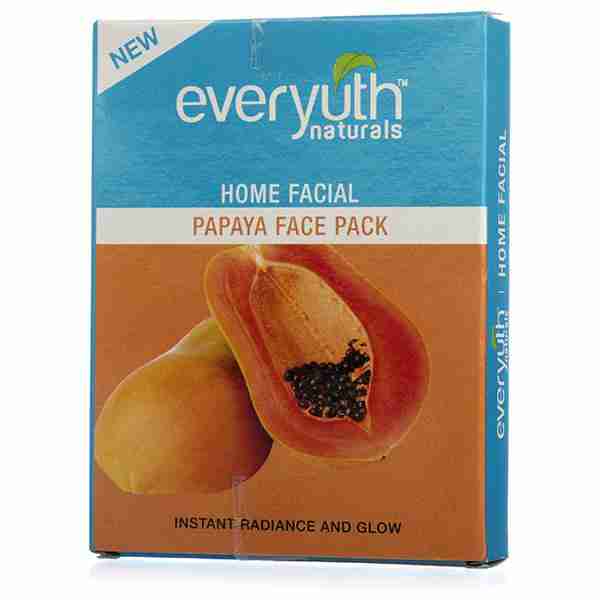 NEW
everyuth™
naturals
HOME FACIAL
PAPAYA FACE PACK
INSTANT RADIANCE AND GLOW
everyuth naturals | HOME FACIAL